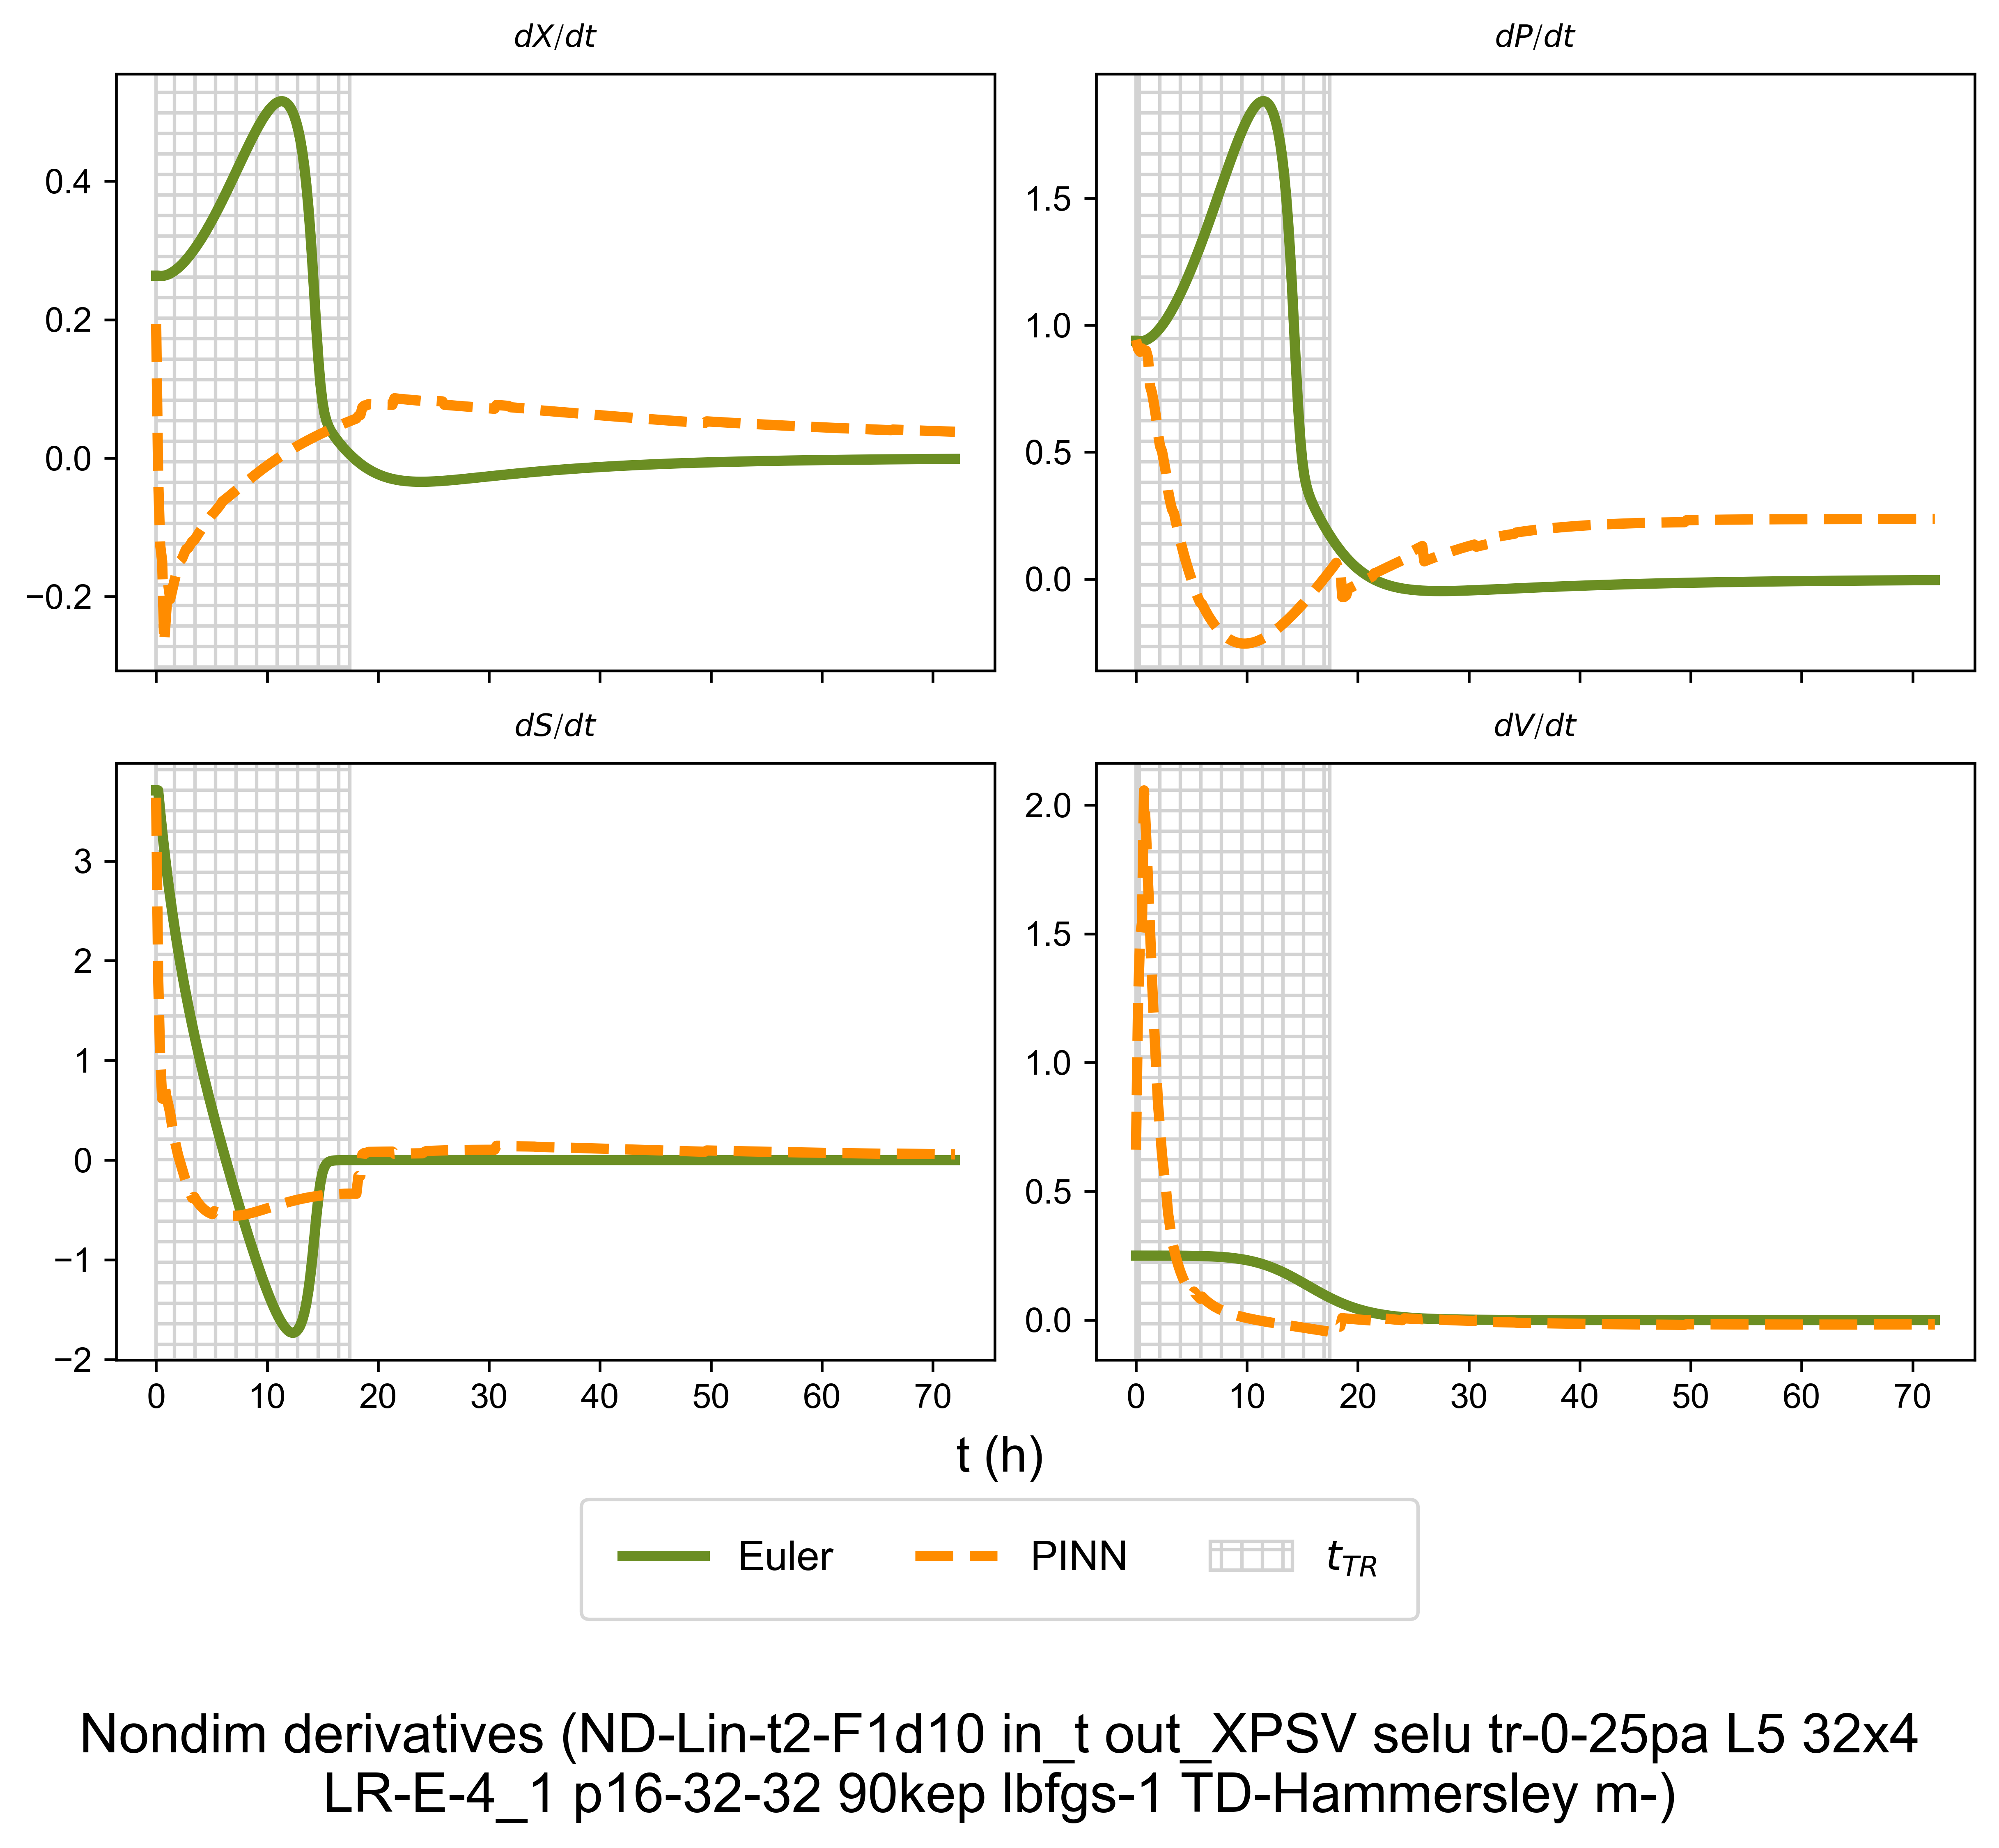 dX/dt
dP/dt
0.4
0.2
0.0
−0.2
1.5
1.0
0.5
0.0
dS/dt
dV/dt
3
2
1
0
−1
−2
2.0
1.5
1.0
0.5
0.0
0 10 20 30 40 50 60 70
0 10 20 30 40 50 60 70
t (h)
Euler PINN t_TR
Nondim derivatives (ND-Lin-t2-F1d10 in_t out_XPSV selu tr-0-25pa L5 32x4
LR-E-4_1 p16-32-32 90kep lbfgs-1 TD-Hammersley m-)